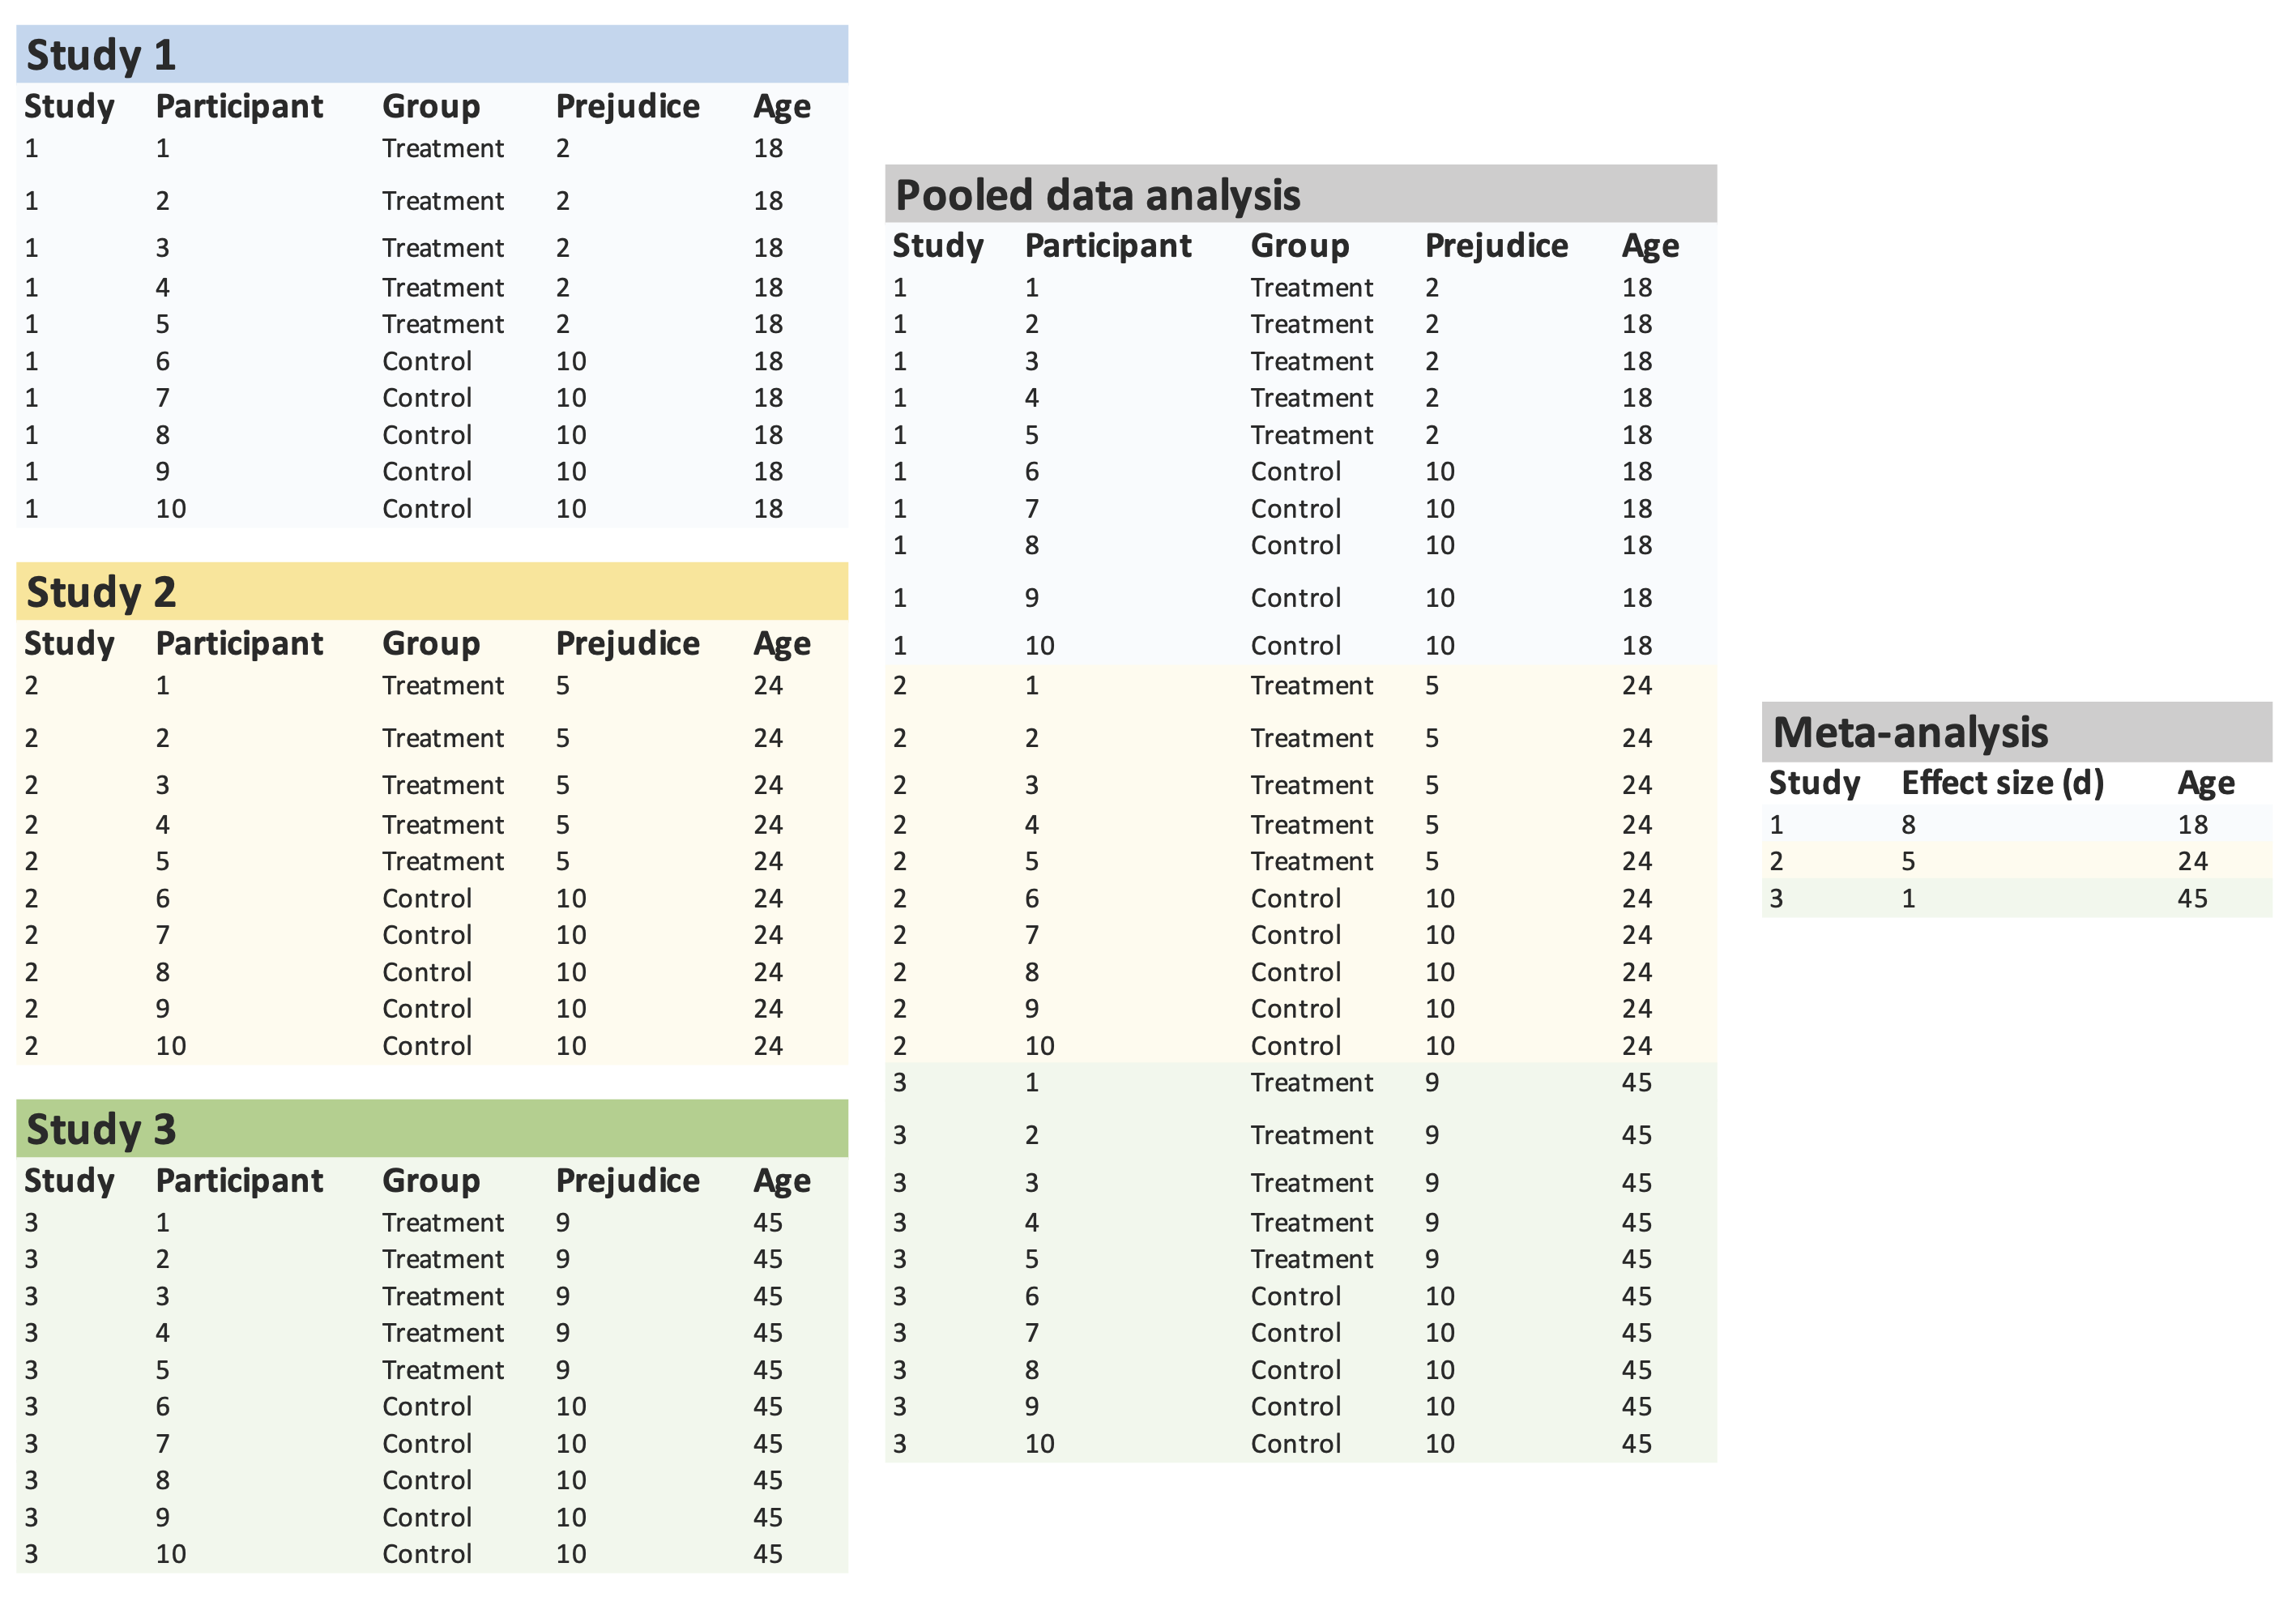 Study 1
Study Participant Group Prejudice Age
1 1 Treatment 2 18
1 2 Treatment 2 18
1 3 Treatment 2 18
1 4 Treatment 2 18
1 5 Treatment 2 18
1 6 Control 10 18
1 7 Control 10 18
1 8 Control 10 18
1 9 Control 10 18
1 10 Control 10 18
Study 2
Study Participant Group Prejudice Age
2 1 Treatment 5 24
2 2 Treatment 5 24
2 3 Treatment 5 24
2 4 Treatment 5 24
2 5 Treatment 5 24
2 6 Control 10 24
2 7 Control 10 24
2 8 Control 10 24
2 9 Control 10 24
2 10 Control 10 24
Study 3
Study Participant Group Prejudice Age
3 1 Treatment 9 45
3 2 Treatment 9 45
3 3 Treatment 9 45
3 4 Treatment 9 45
3 5 Treatment 9 45
3 6 Control 10 45
3 7 Control 10 45
3 8 Control 10 45
3 9 Control 10 45
3 10 Control 10 45
Pooled data analysis
Study Participant Group Prejudice Age
1 1 Treatment 2 18
1 2 Treatment 2 18
1 3 Treatment 2 18
1 4 Treatment 2 18
1 5 Treatment 2 18
1 6 Control 10 18
1 7 Control 10 18
1 8 Control 10 18
1 9 Control 10 18
1 10 Control 10 18
2 1 Treatment 5 24
2 2 Treatment 5 24
2 3 Treatment 5 24
2 4 Treatment 5 24
2 5 Treatment 5 24
2 6 Control 10 24
2 7 Control 10 24
2 8 Control 10 24
2 9 Control 10 24
2 10 Control 10 24
3 1 Treatment 9 45
3 2 Treatment 9 45
3 3 Treatment 9 45
3 4 Treatment 9 45
3 5 Treatment 9 45
3 6 Control 10 45
3 7 Control 10 45
3 8 Control 10 45
3 9 Control 10 45
3 10 Control 10 45
Meta-analysis
Study Effect size (d) Age
1 8 18
2 5 24
3 1 45